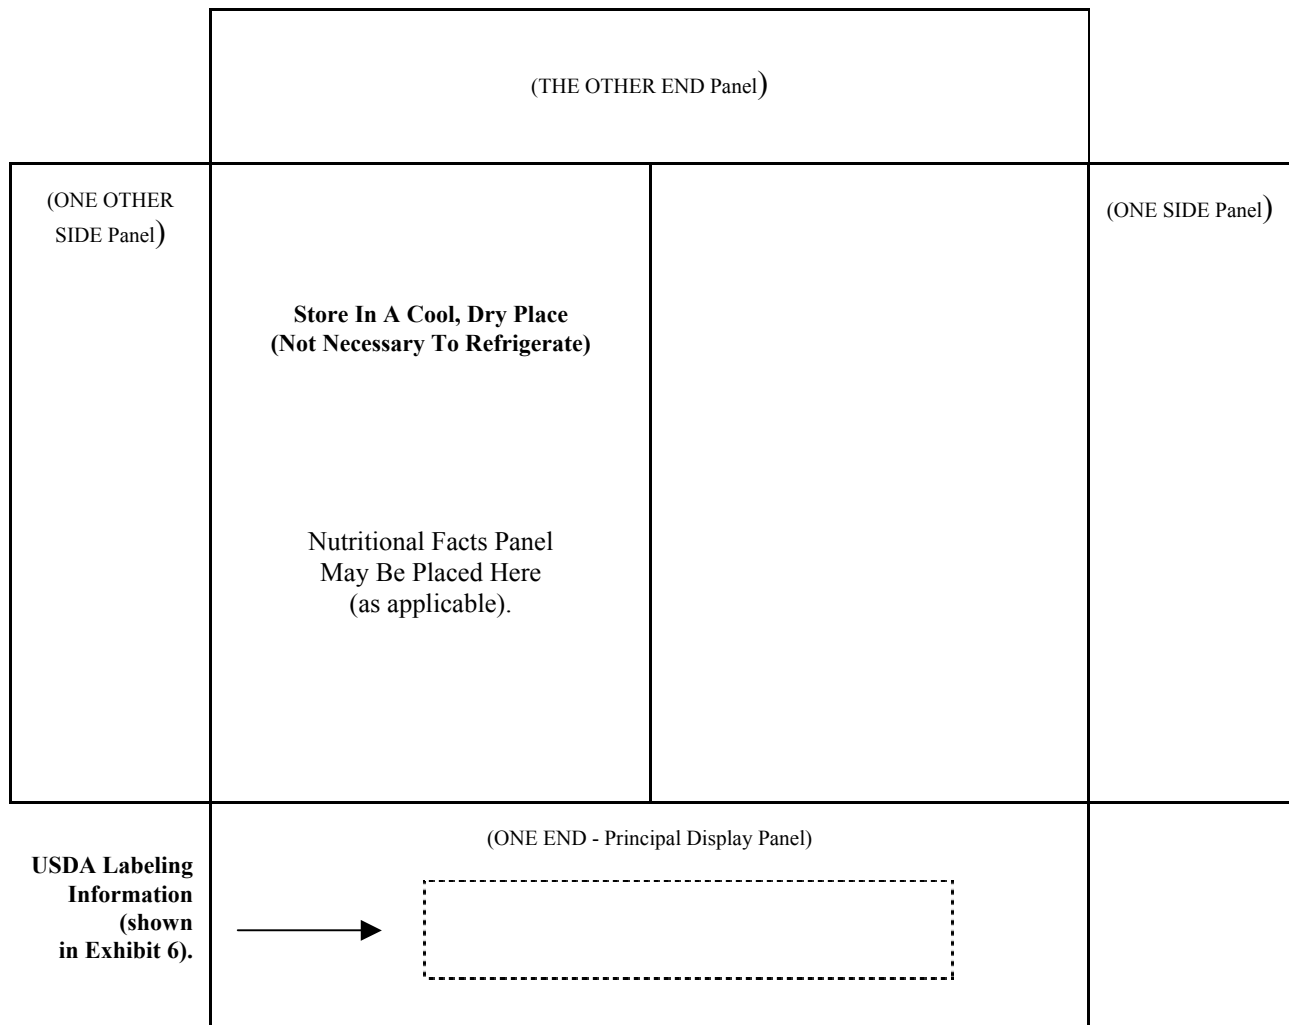 (THE OTHER END Panel)
(ONE OTHER
SIDE Panel)
(ONE SIDE Panel)
Store In A Cool, Dry Place
(Not Necessary To Refrigerate)
Nutritional Facts Panel
May Be Placed Here
(as applicable).
(ONE END - Principal Display Panel)
USDA Labeling
Information
(shown
in Exhibit 6).